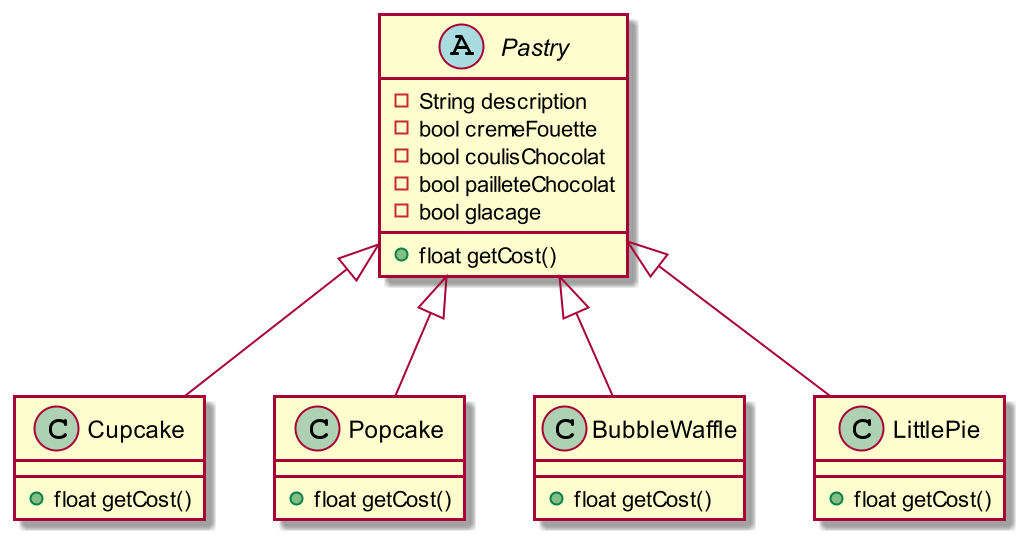 A Pastry
String description
bool cremeFouette
bool coulisChocolat
bool pailleteChocolat
bool glacage
float getCost()
C Cupcake
float getCost()
C Popcake
float getCost()
C BubbleWaffle
float getCost()
C LittlePie
float getCost()